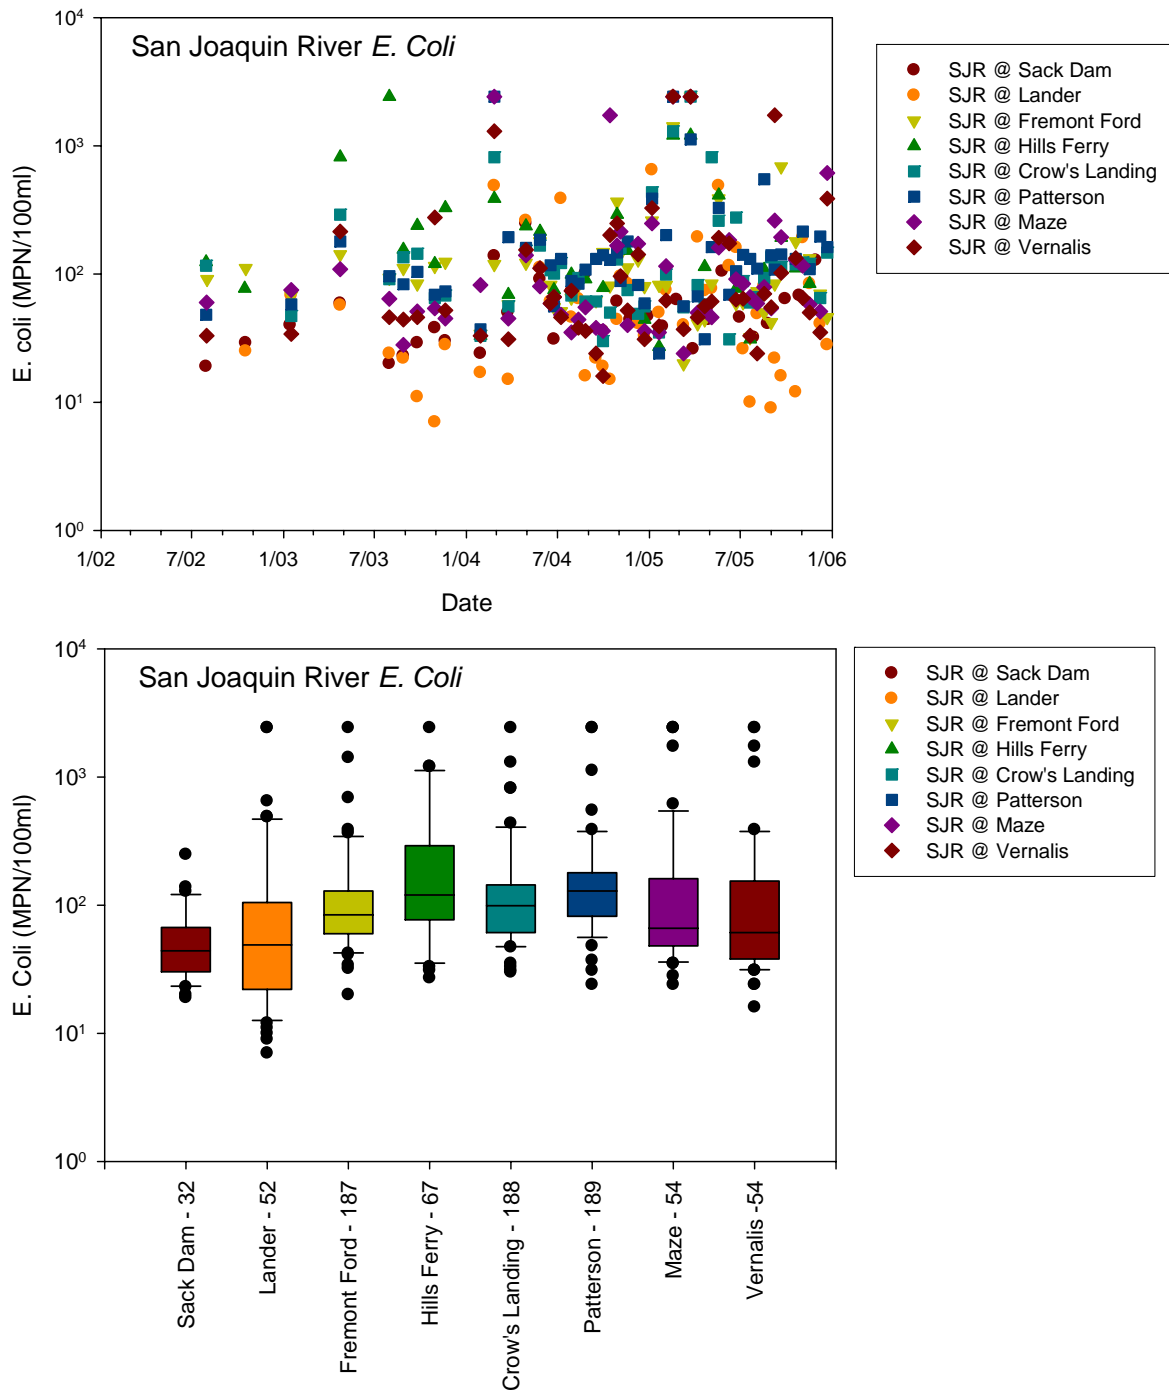 San Joaquin River E. Coli
10⁴
10³
10²
10¹
10⁰
E. coli (MPN/100ml)
1/02 7/02 1/03 7/03 1/04 7/04 1/05 7/05 1/06
Date
SJR @ Sack Dam
SJR @ Lander
SJR @ Fremont Ford
SJR @ Hills Ferry
SJR @ Crow's Landing
SJR @ Patterson
SJR @ Maze
SJR @ Vernalis
San Joaquin River E. Coli
10⁴
10³
10²
10¹
10⁰
E. Coli (MPN/100ml)
Sack Dam - 32
Lander - 52
Fremont Ford - 187
Hills Ferry - 67
Crow's Landing - 188
Patterson - 189
Maze - 54
Vernalis -54
SJR @ Sack Dam
SJR @ Lander
SJR @ Fremont Ford
SJR @ Hills Ferry
SJR @ Crow's Landing
SJR @ Patterson
SJR @ Maze
SJR @ Vernalis